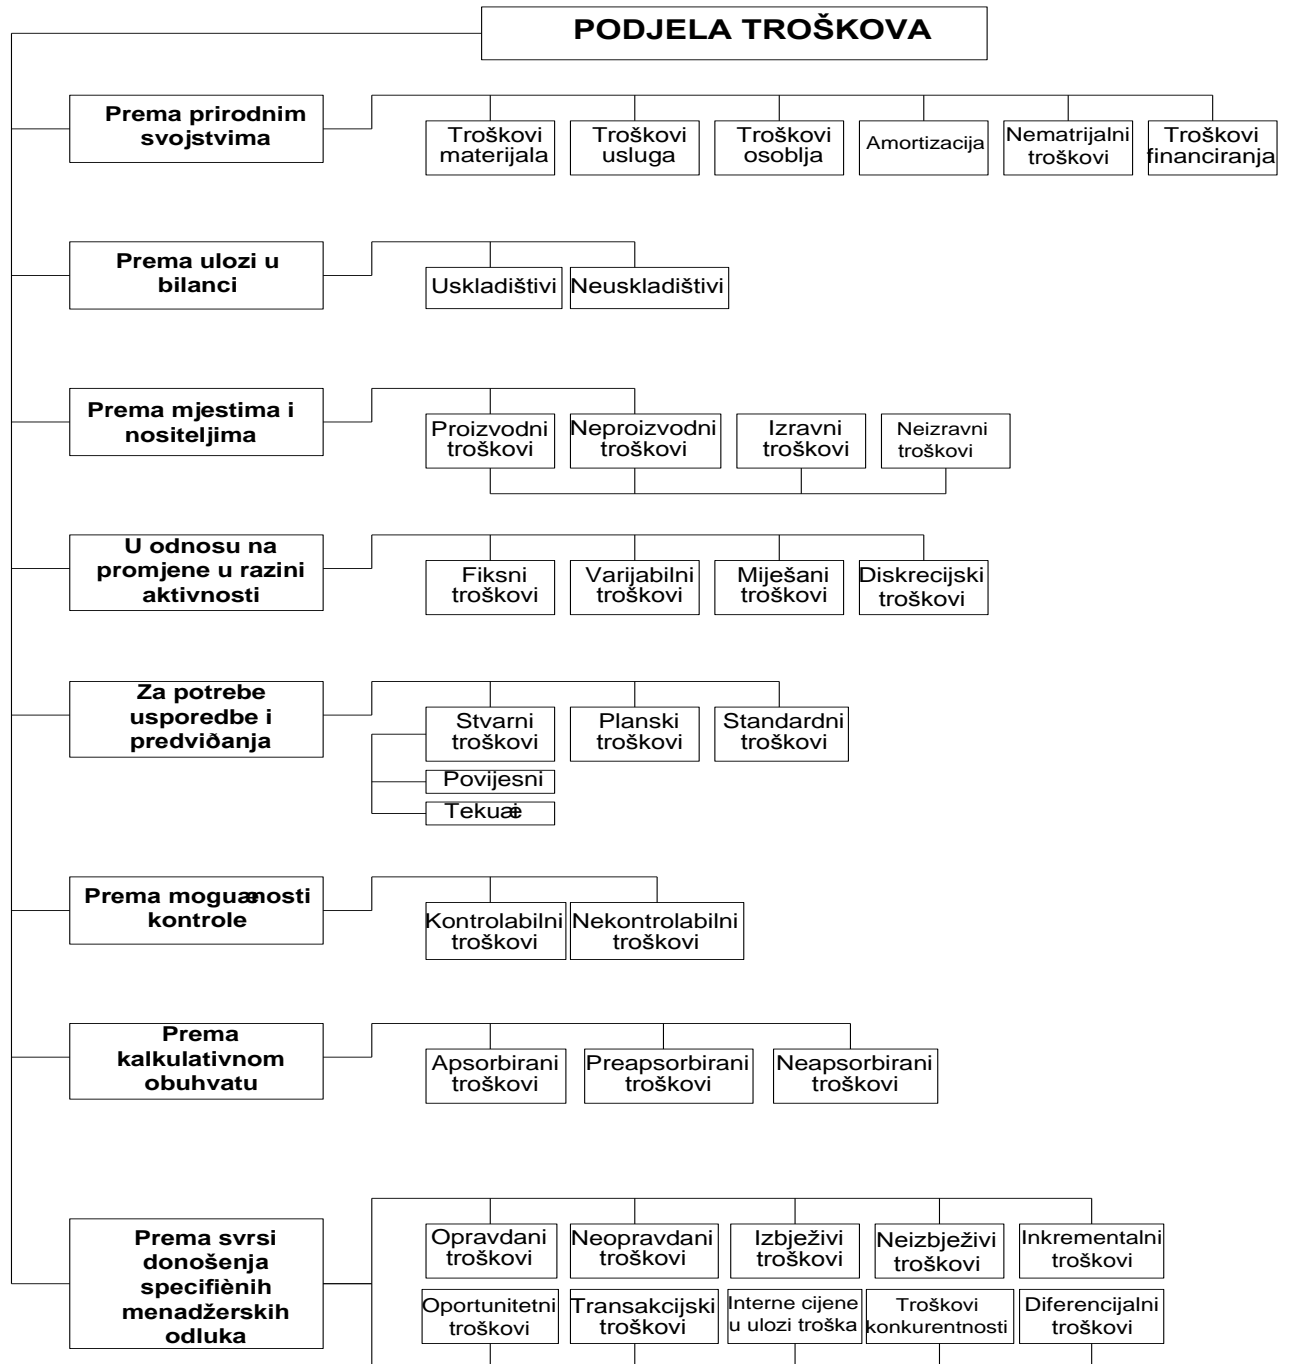 PODJELA TROŠKOVA
Prema prirodnim
svojstvima
Troškovi
materijala
Troškovi
usluga
Troškovi
osoblja
Amortizacija
Nematrijalni
troškovi
Troškovi
financiranja
Prema ulozi u
bilanci
Uskladištivi
Neuskladištivi
Prema mjestima i
nositeljima
Proizvodni
troškovi
Neproizvodni
troškovi
Izravni
troškovi
Neizravni
troškovi
U odnosu na
promjene u razini
aktivnosti
Fiksni
troškovi
Varijabilni
troškovi
Miješani
troškovi
Diskrecijski
troškovi
Za potrebe
usporedbe i
predviðanja
Stvarni
troškovi
Planski
troškovi
Standardni
troškovi
Povijesni
Tekuæi
Prema moguænosti
kontrole
Kontrolabilni
troškovi
Nekontrolabilni
troškovi
Prema
kalkulativnom
obuhvatu
Apsorbirani
troškovi
Preapsorbirani
troškovi
Neapsorbirani
troškovi
Prema svrsi
donošenja
specifiènih
menadžerskih
odluka
Opravdani
troškovi
Neopravdani
troškovi
Izbježivi
troškovi
Neizbježivi
troškovi
Inkrementalni
troškovi
Oportunitetni
troškovi
Transakcijski
troškovi
Interne cijene
u ulozi troška
Troškovi
konkurentnosti
Diferencijalni
troškovi